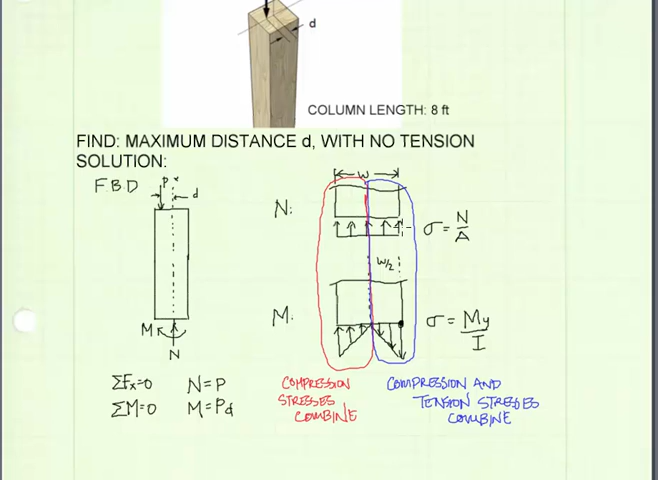 d
COLUMN LENGTH: 8 ft
FIND: MAXIMUM DISTANCE d, WITH NO TENSION
SOLUTION:
F.B.D
P
d
M
N
N:
W
σ = N/A
W/2
M:
σ = My/I
ΣFx=0 N=P
ΣM=0 M=Pd
COMPRESSION
STRESSES
COMBINE
COMPRESSION AND
TENSION STRESSES
COMBINE